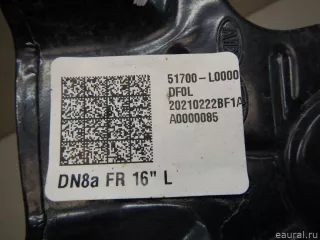 51700-L0000
DF0L
20210222BF1A
A0000085
DN8a FR 16" L
eaural.ru